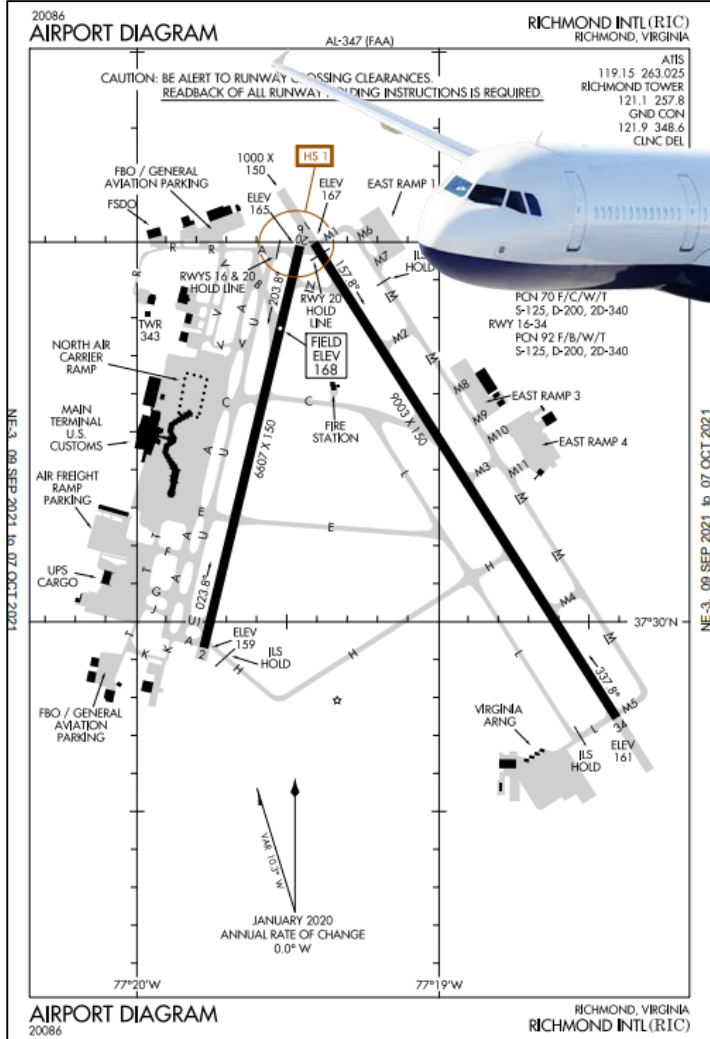 20086
AIRPORT DIAGRAM
AL-347 (FAA)
RICHMOND INTL (RIC)
RICHMOND, VIRGINIA
CAUTION: BE ALERT TO RUNWAY CROSSING CLEARANCES.
READBACK OF ALL RUNWAY HOLDING INSTRUCTIONS IS REQUIRED.
ATIS
119.15 263.025
RICHMOND TOWER
121.1 257.8
GND CON
121.9 348.6
CLNC DEL
1000 X
150
HS 1
FBO / GENERAL
AVIATION PARKING
FSDO
ELEV
165
ELEV
167
EAST RAMP 1
M1
M6
M7
ILS
HOLD
RWYS 16 & 20
HOLD LINE
203.8°
157.8°
RWY 20
HOLD
LINE
PCN 70 F/C/W/T
S-125, D-200, 2D-340
RWY 16-34
PCN 92 F/B/W/T
S-125, D-200, 2D-340
TWR
343
NORTH AIR
CARRIER
RAMP
FIELD
ELEV
168
M2
M8
EAST RAMP 3
M9
M10
EAST RAMP 4
M11
M3
MAIN
TERMINAL
U.S.
CUSTOMS
FIRE
STATION
6607 X 150
9003 X 150
AIR FREIGHT
RAMP
PARKING
UPS
CARGO
023.8°
ELEV
159
ILS
HOLD
2
37°30'N
M4
337.8°
M5
34
ELEV
161
ILS
HOLD
VIRGINIA
ARNG
FBO / GENERAL
AVIATION
PARKING
VAR 10.3° W
JANUARY 2020
ANNUAL RATE OF CHANGE
0.0° W
77°20'W
77°19'W
NE-3, 09 SEP 2021 to 07 OCT 2021
NE-3, 09 SEP 2021 to 07 OCT 2021
AIRPORT DIAGRAM
20086
RICHMOND, VIRGINIA
RICHMOND INTL (RIC)